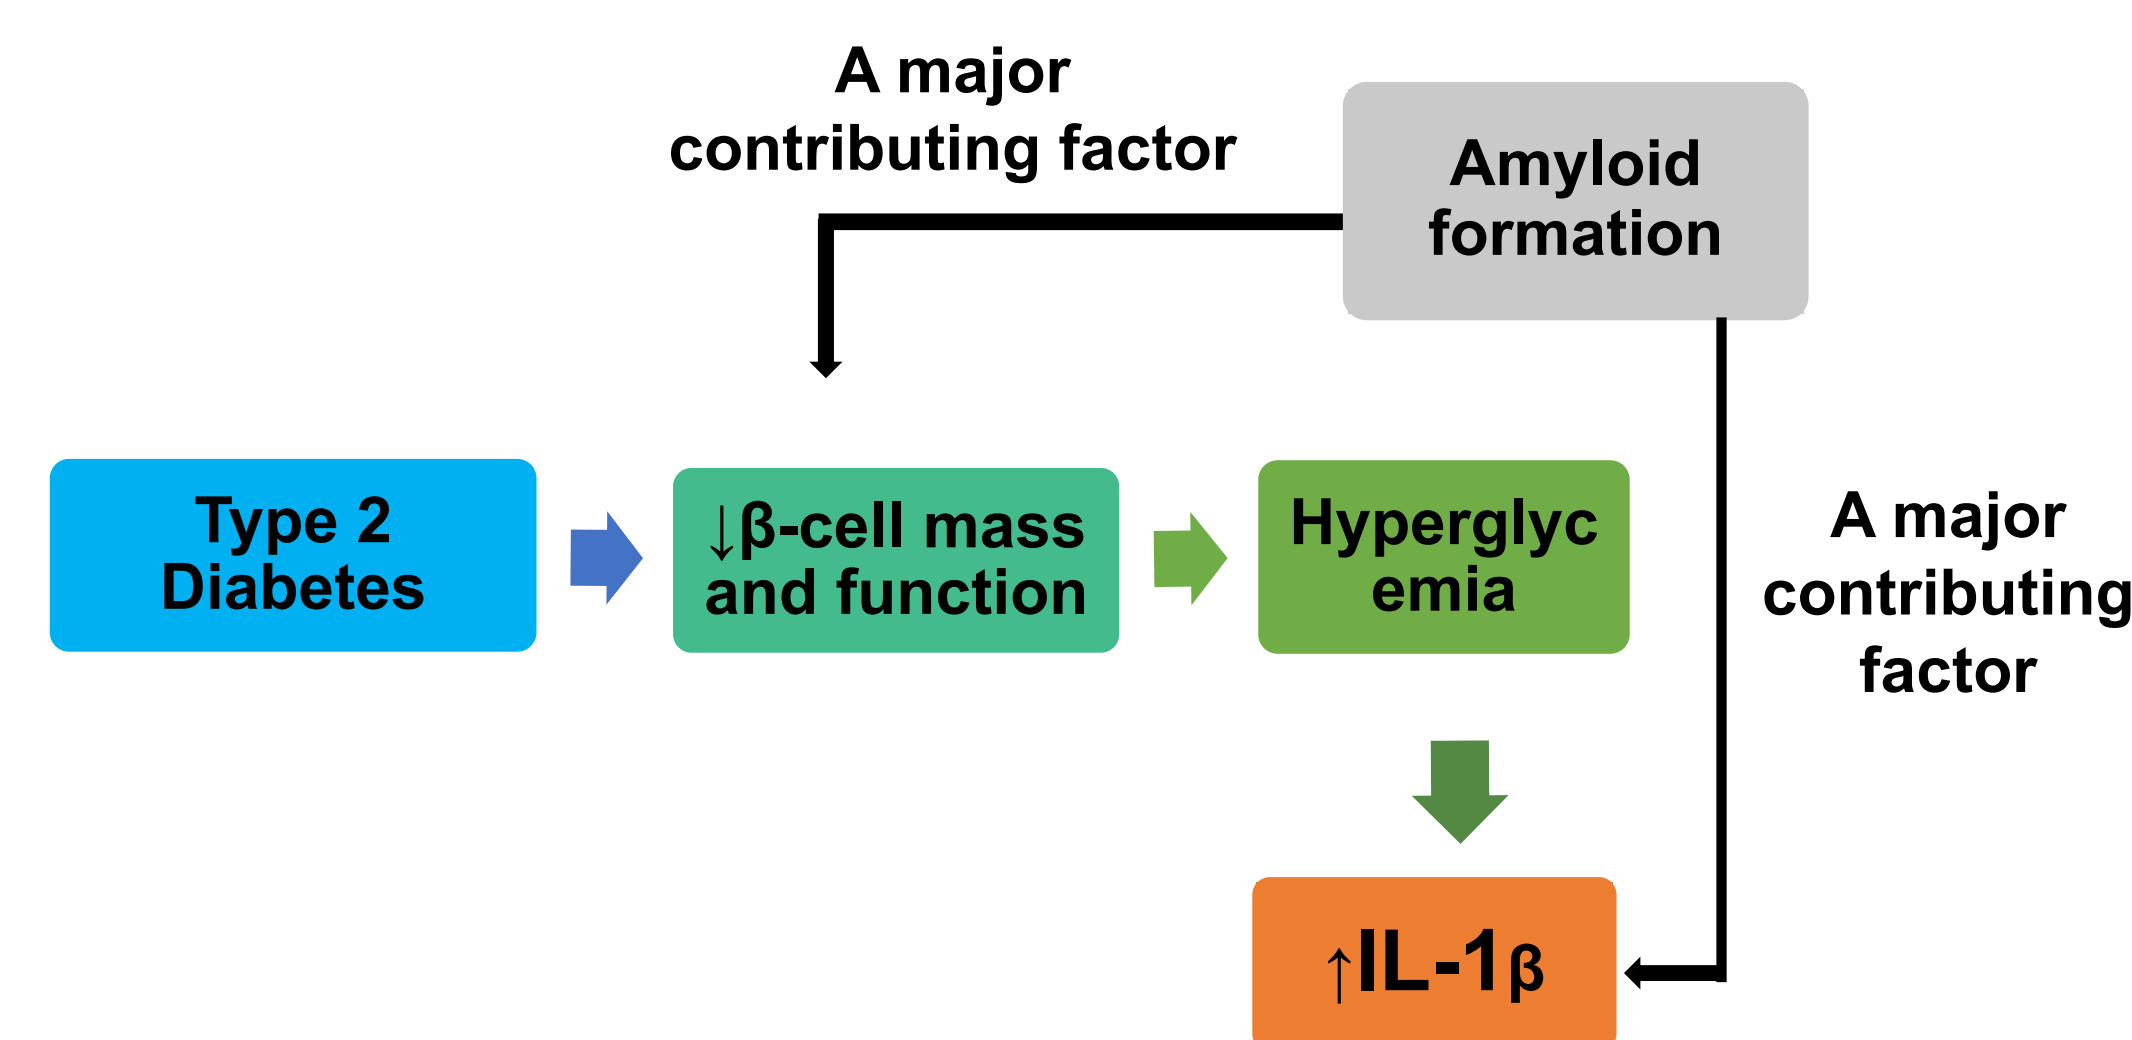 A major
contributing factor
Amyloid
formation
Type 2
Diabetes
↓β-cell mass
and function
Hyperglyc
emia
A major
contributing
factor
↑IL-1β